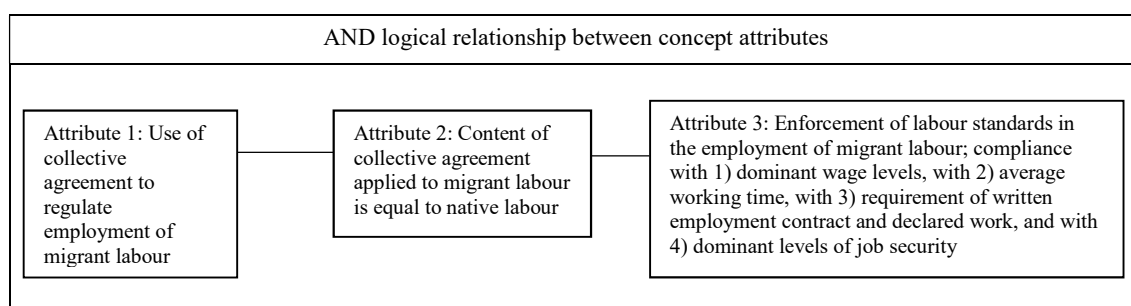 AND logical relationship between concept attributes
Attribute 1: Use of
collective
agreement to
regulate
employment of
migrant labour
Attribute 2: Content of
collective agreement
applied to migrant labour
is equal to native labour
Attribute 3: Enforcement of labour standards in
the employment of migrant labour; compliance
with 1) dominant wage levels, with 2) average
working time, with 3) requirement of written
employment contract and declared work, and with
4) dominant levels of job security